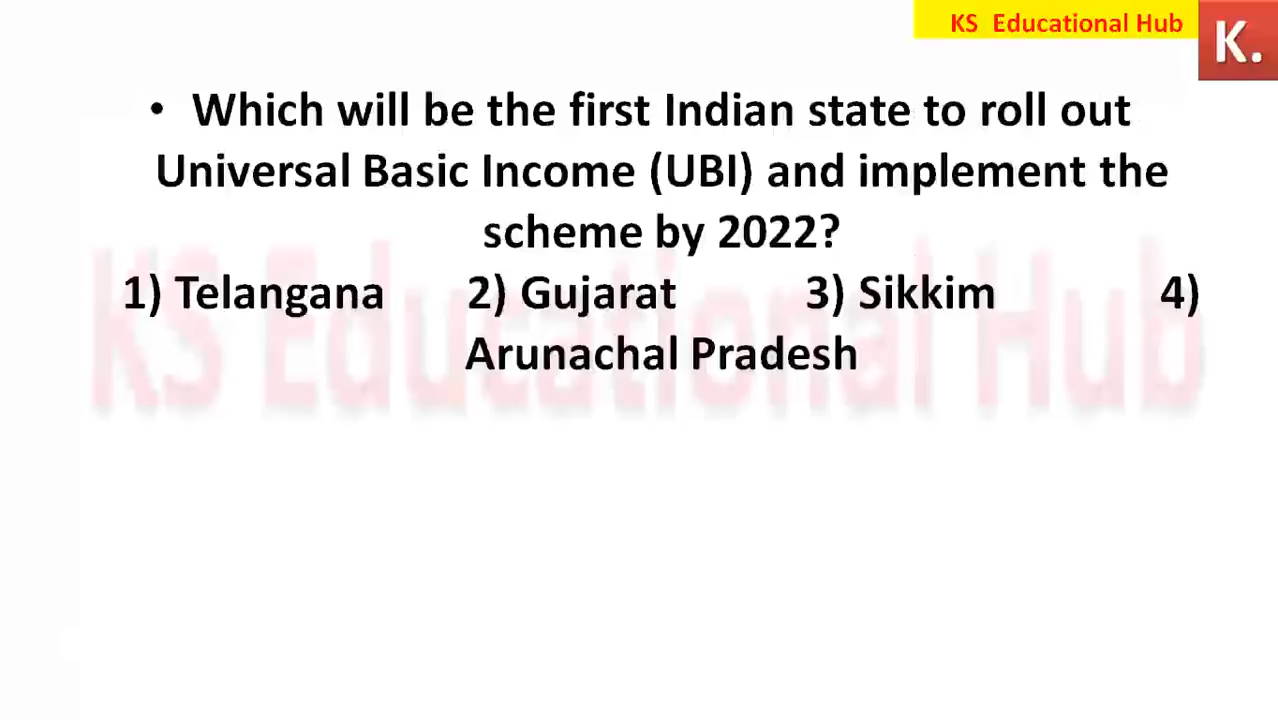 KS Educational Hub
K.
• Which will be the first Indian state to roll out
Universal Basic Income (UBI) and implement the
scheme by 2022?
1) Telangana 2) Gujarat 3) Sikkim 4)
Arunachal Pradesh
KS Educational Hub